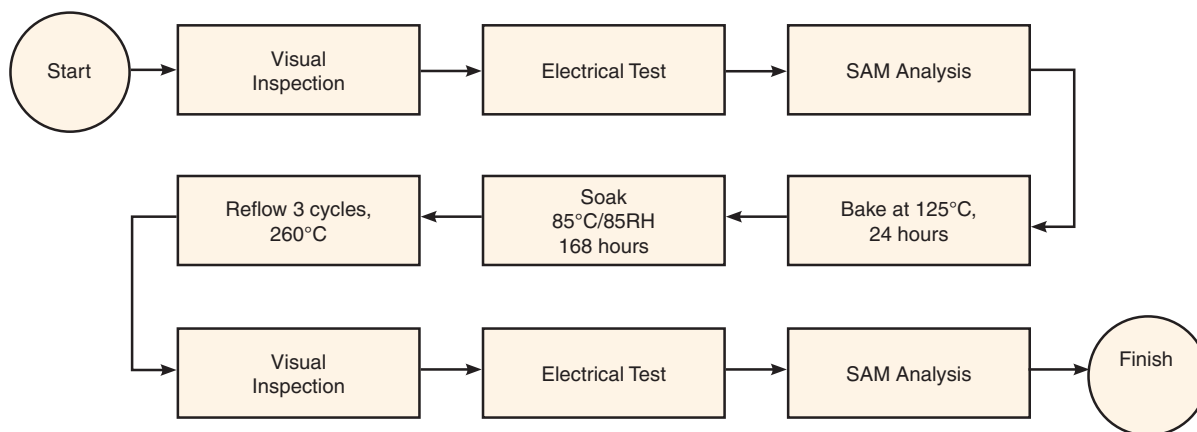 Start
Visual
Inspection
Electrical Test
SAM Analysis
Bake at 125°C,
24 hours
Soak
85°C/85RH
168 hours
Reflow 3 cycles,
260°C
Visual
Inspection
Electrical Test
SAM Analysis
Finish